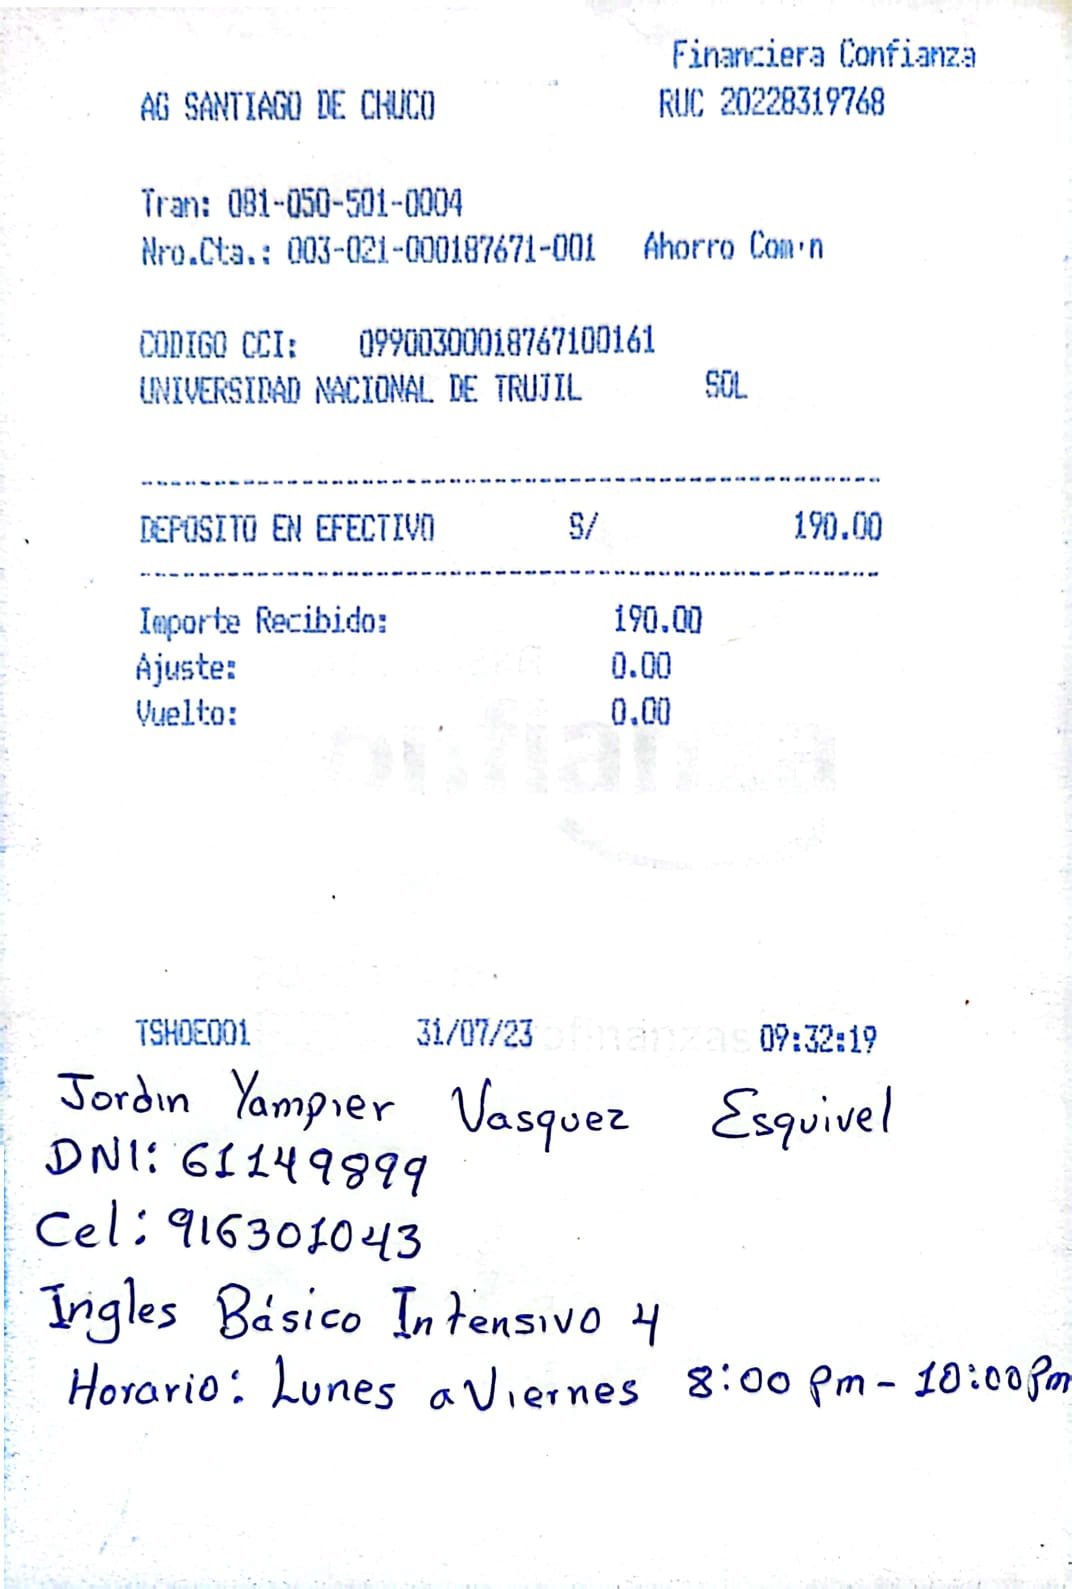 Financiera Confianza
AG SANTIAGO DE CHUCO RUC 20228319768
Tran: 081-050-501-0004
Nro.Cta.: 003-021-000187671-001 Ahorro Com·n
CODIGO CCI: 09900300018767100161
UNIVERSIDAD NACIONAL DE TRUJIL SOL
DEPOSITO EN EFECTIVO S/ 190.00
Importe Recibido: 190.00
Ajuste: 0.00
Vuelto: 0.00
TSHOE001 31/07/23 09:32:19
Jordin Yampier Vasquez Esquivel
DNI: 61149899
Cel: 916301043
Ingles Básico Intensivo 4
Horario: Lunes a Viernes 8:00 pm - 10:00 Pm